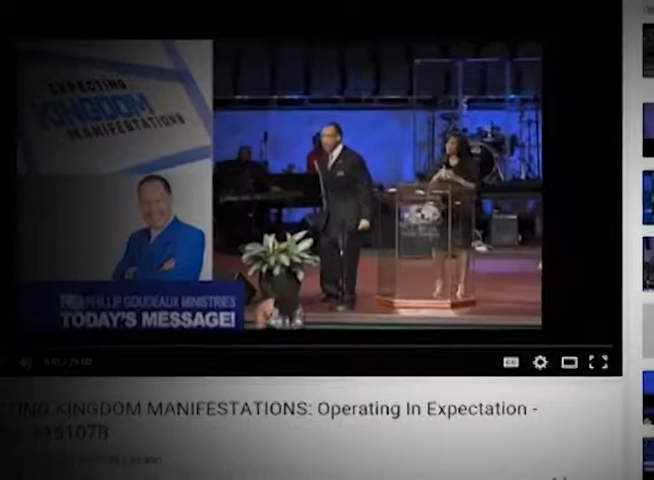 EXPECTING
KINGDOM
MANIFESTATIONS
PHILLIP GOUDEAUX MINISTRIES
TODAY'S MESSAGE!
TING KINGDOM MANIFESTATIONS: Operating In Expectation -
#15107B